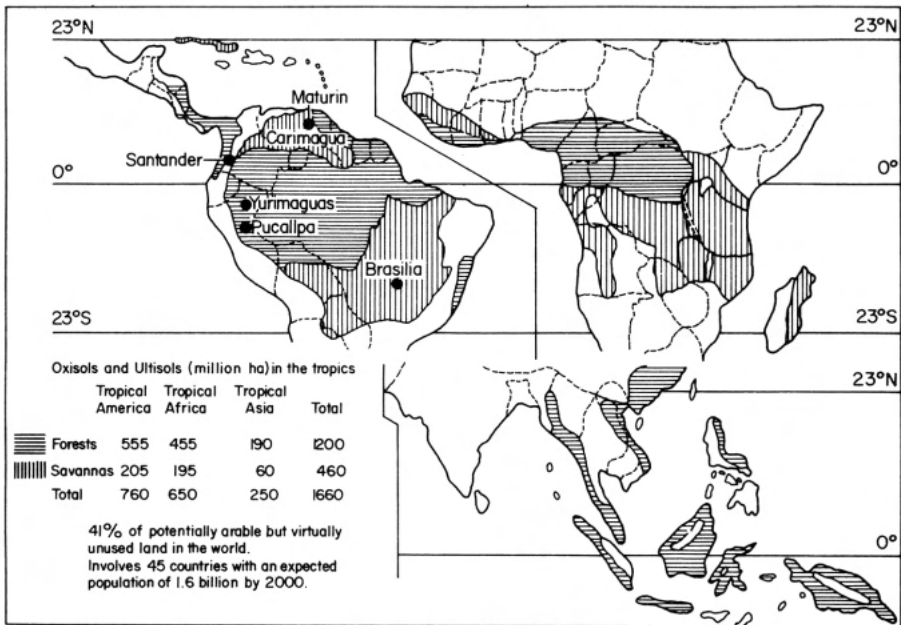 23°N
23°N
Maturin
Carimagua
Santander
0°
0°
Yurimaguas
Pucallpa
Brasilia
23°S
23°S
Oxisols and Ultisols (million ha) in the tropics
Tropical Tropical Tropical
America Africa Asia Total
Forests 555 455 190 1200
Savannas 205 195 60 460
Total 760 650 250 1660
41% of potentially arable but virtually
unused land in the world.
Involves 45 countries with an expected
population of 1.6 billion by 2000.
23°N
0°